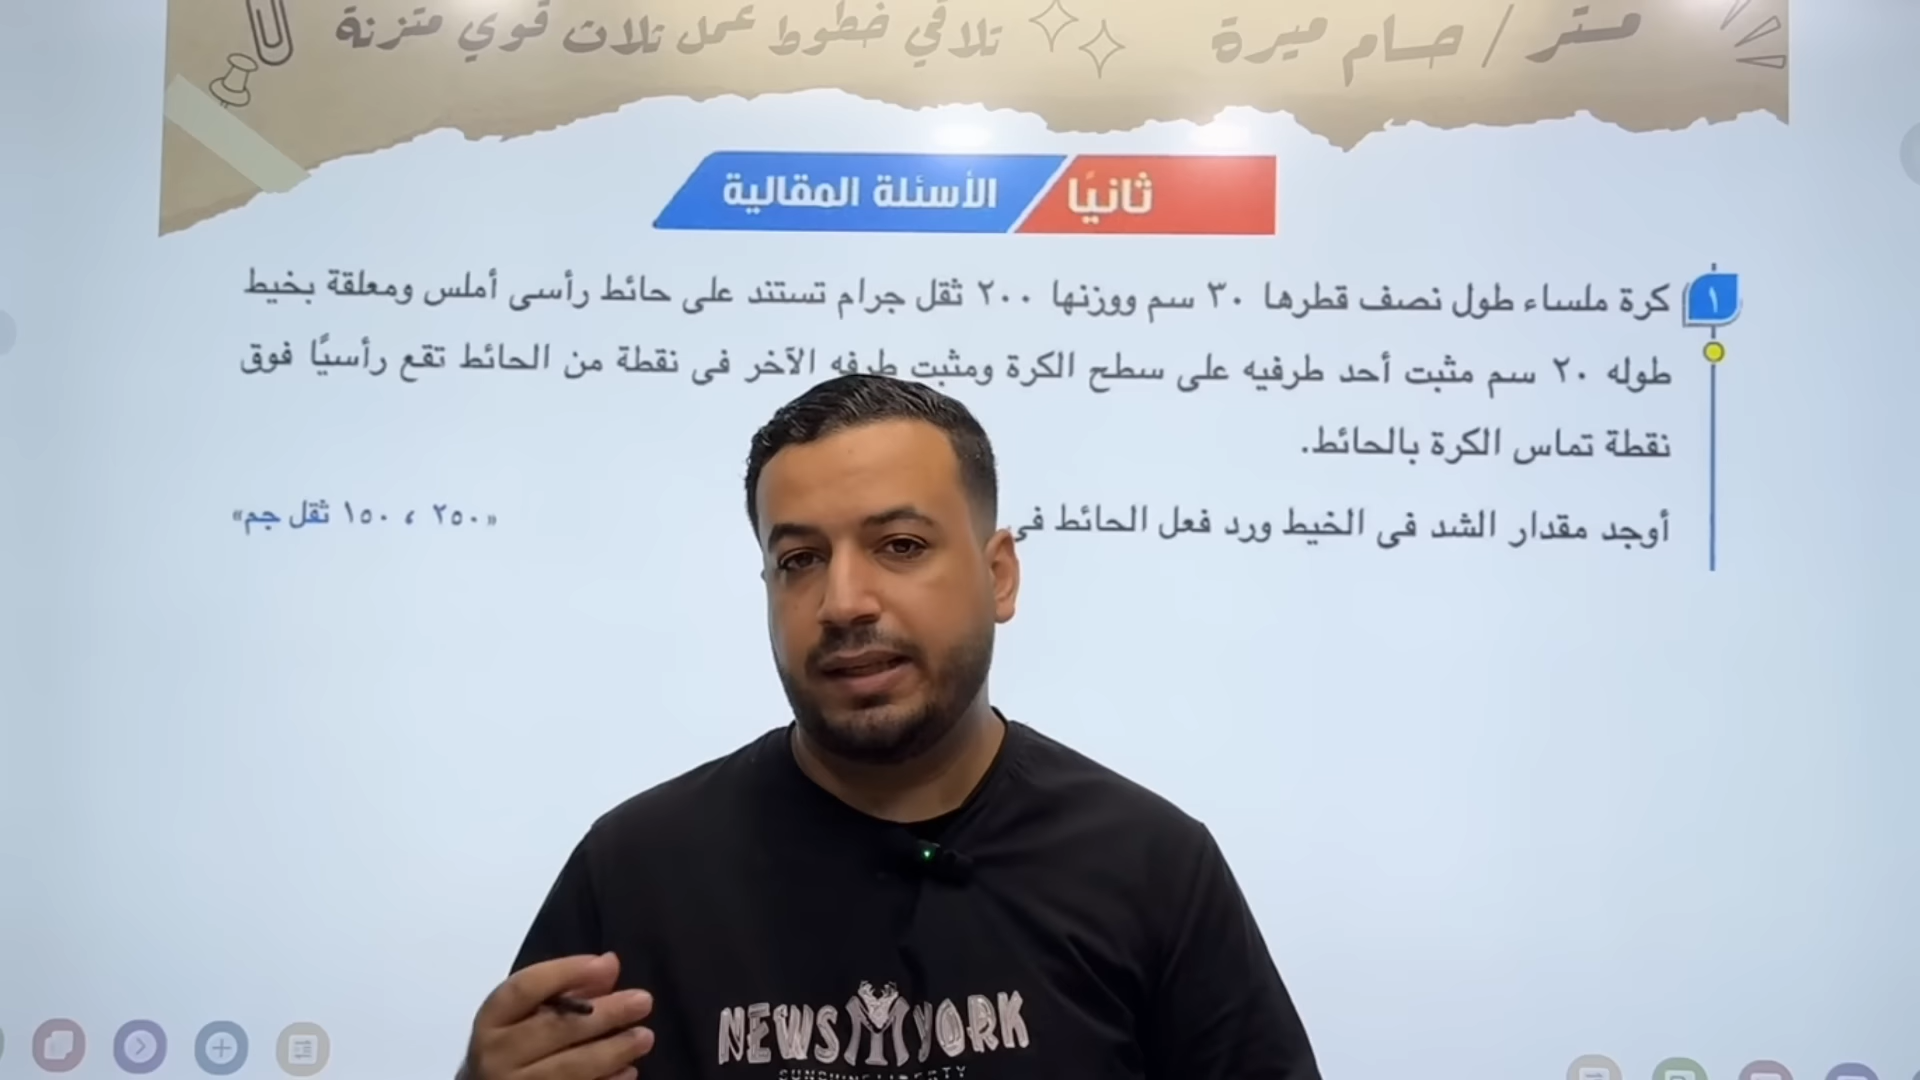 مستر / حسام ميرة تلاقي خطوط عمل ثلاث قوي متزنة
ثانيًا الأسئلة المقالية
١ كرة ملساء طول نصف قطرها ٣٠ سم ووزنها ٢٠٠ ثقل جرام تستند على حائط رأسى أملس ومعلقة بخيط
طوله ٢٠ سم مثبت أحد طرفيه على سطح الكرة ومثبت طرفه الآخر فى نقطة من الحائط تقع رأسيًا فوق
نقطة تماس الكرة بالحائط.
أوجد مقدار الشد فى الخيط ورد فعل الحائط فى «٢٥٠ ، ١٥٠ ثقل جم»
NEWS YORK